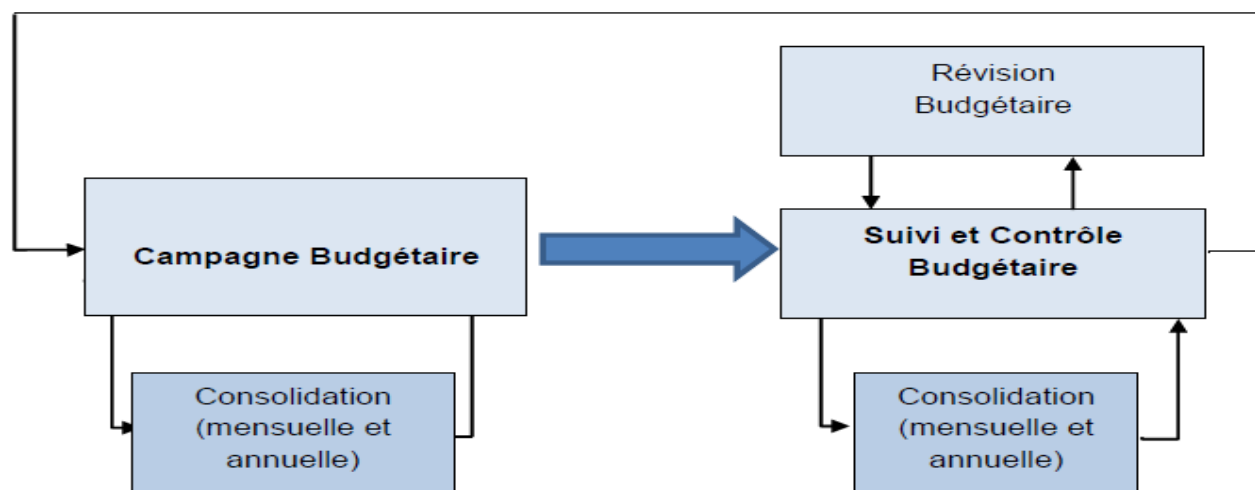 Révision
Budgétaire
Campagne Budgétaire
Suivi et Contrôle
Budgétaire
Consolidation
(mensuelle et
annuelle)
Consolidation
(mensuelle et
annuelle)